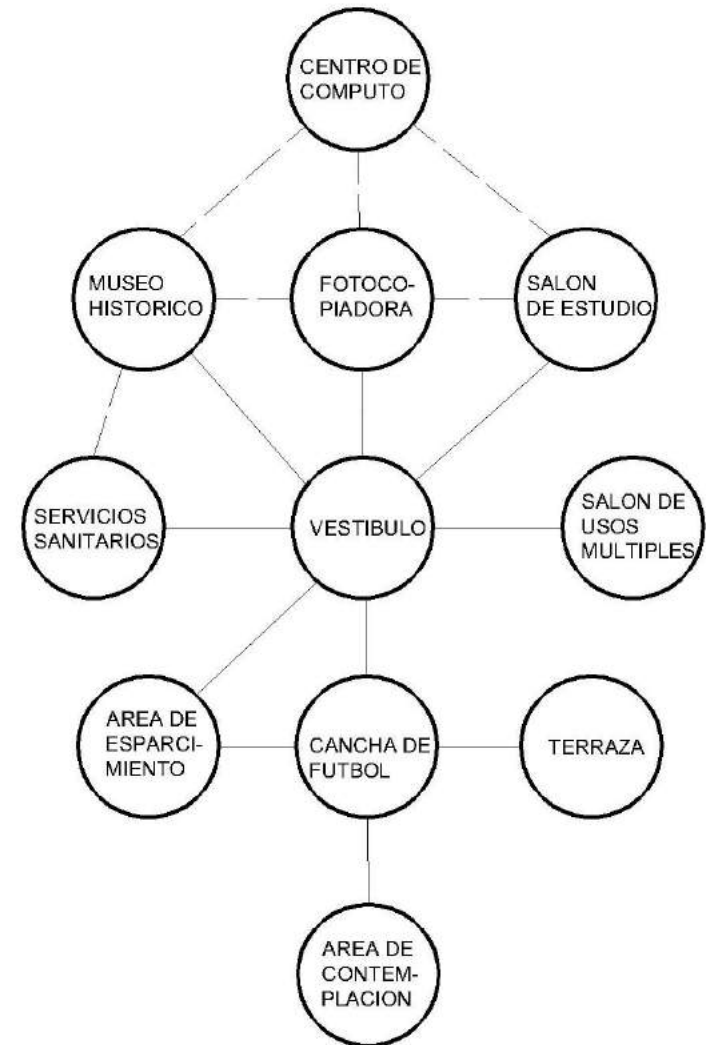 CENTRO DE
COMPUTO
MUSEO
HISTORICO
FOTOCO-
PIADORA
SALON
DE ESTUDIO
SERVICIOS
SANITARIOS
VESTIBULO
SALON DE
USOS
MULTIPLES
AREA DE
ESPARCI-
MIENTO
CANCHA DE
FUTBOL
TERRAZA
AREA DE
CONTEM-
PLACION